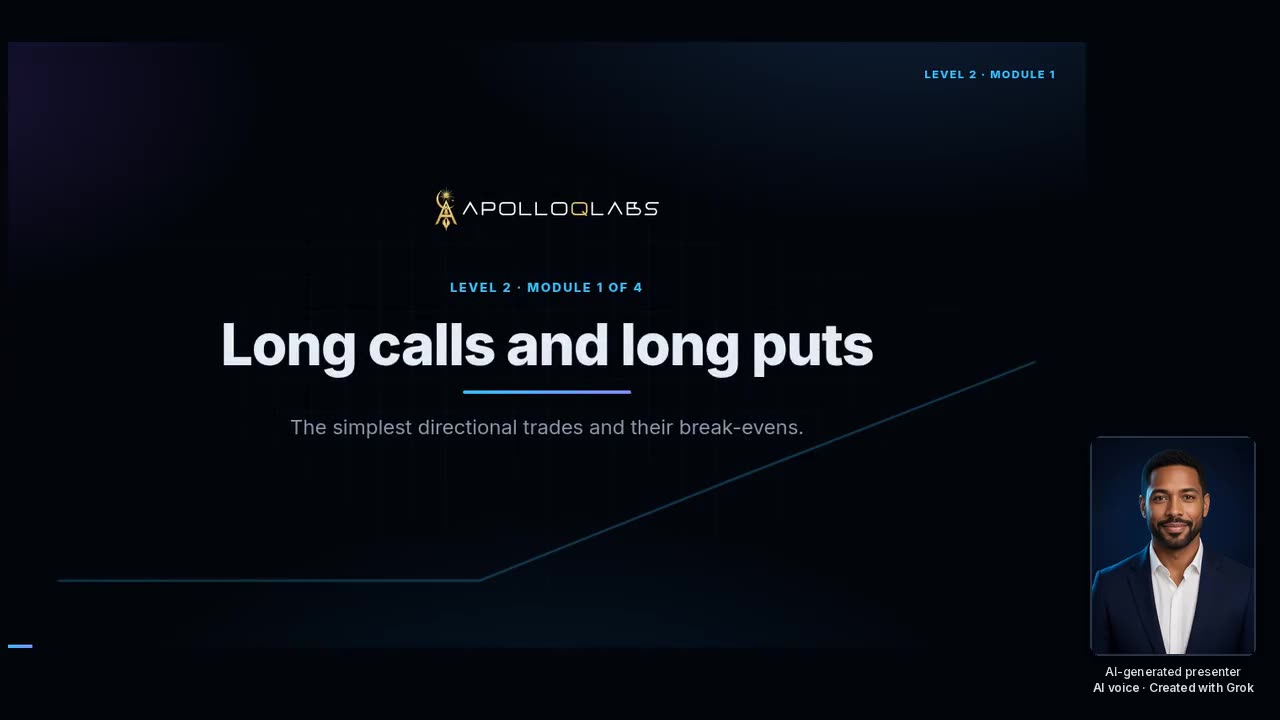 LEVEL 2 · MODULE 1
APOLLOQLABS
LEVEL 2 · MODULE 1 OF 4
Long calls and long puts
The simplest directional trades and their break-evens.
AI-generated presenter
AI voice · Created with Grok